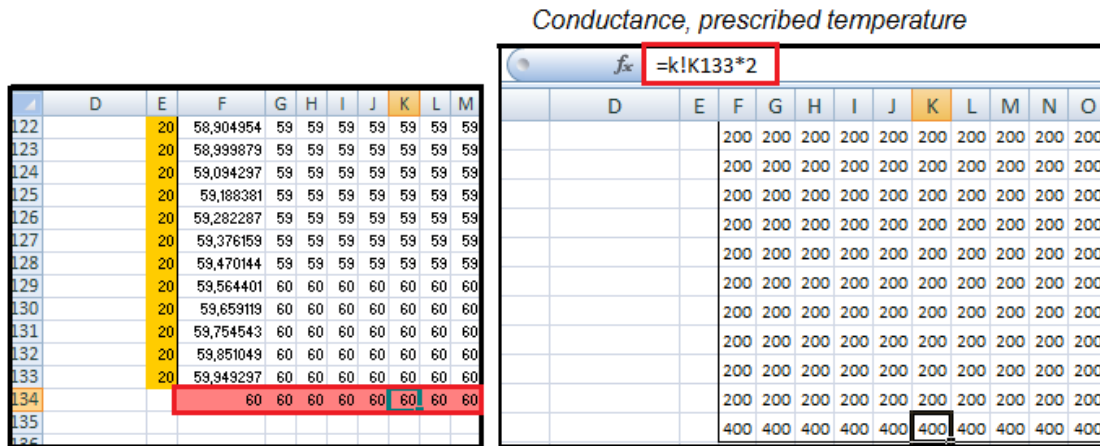 Conductance, prescribed temperature
fx =k!K133*2
D E F G H I J K L M
122 20 58,904954 59 59 59 59 59 59 59
123 20 58,999879 59 59 59 59 59 59 59
124 20 59,094297 59 59 59 59 59 59 59
125 20 59,188381 59 59 59 59 59 59 59
126 20 59,282287 59 59 59 59 59 59 59
127 20 59,376159 59 59 59 59 59 59 59
128 20 59,470144 59 59 59 59 59 59 59
129 20 59,564401 60 60 60 60 60 60 60
130 20 59,659119 60 60 60 60 60 60 60
131 20 59,754543 60 60 60 60 60 60 60
132 20 59,851049 60 60 60 60 60 60 60
133 20 59,949297 60 60 60 60 60 60 60
134 60 60 60 60 60 60 60 60
135
136
D E F G H I J K L M N O
200 200 200 200 200 200 200 200 200 200
200 200 200 200 200 200 200 200 200 200
200 200 200 200 200 200 200 200 200 200
200 200 200 200 200 200 200 200 200 200
200 200 200 200 200 200 200 200 200 200
200 200 200 200 200 200 200 200 200 200
200 200 200 200 200 200 200 200 200 200
200 200 200 200 200 200 200 200 200 200
200 200 200 200 200 200 200 200 200 200
200 200 200 200 200 200 200 200 200 200
400 400 400 400 400 400 400 400 400 400